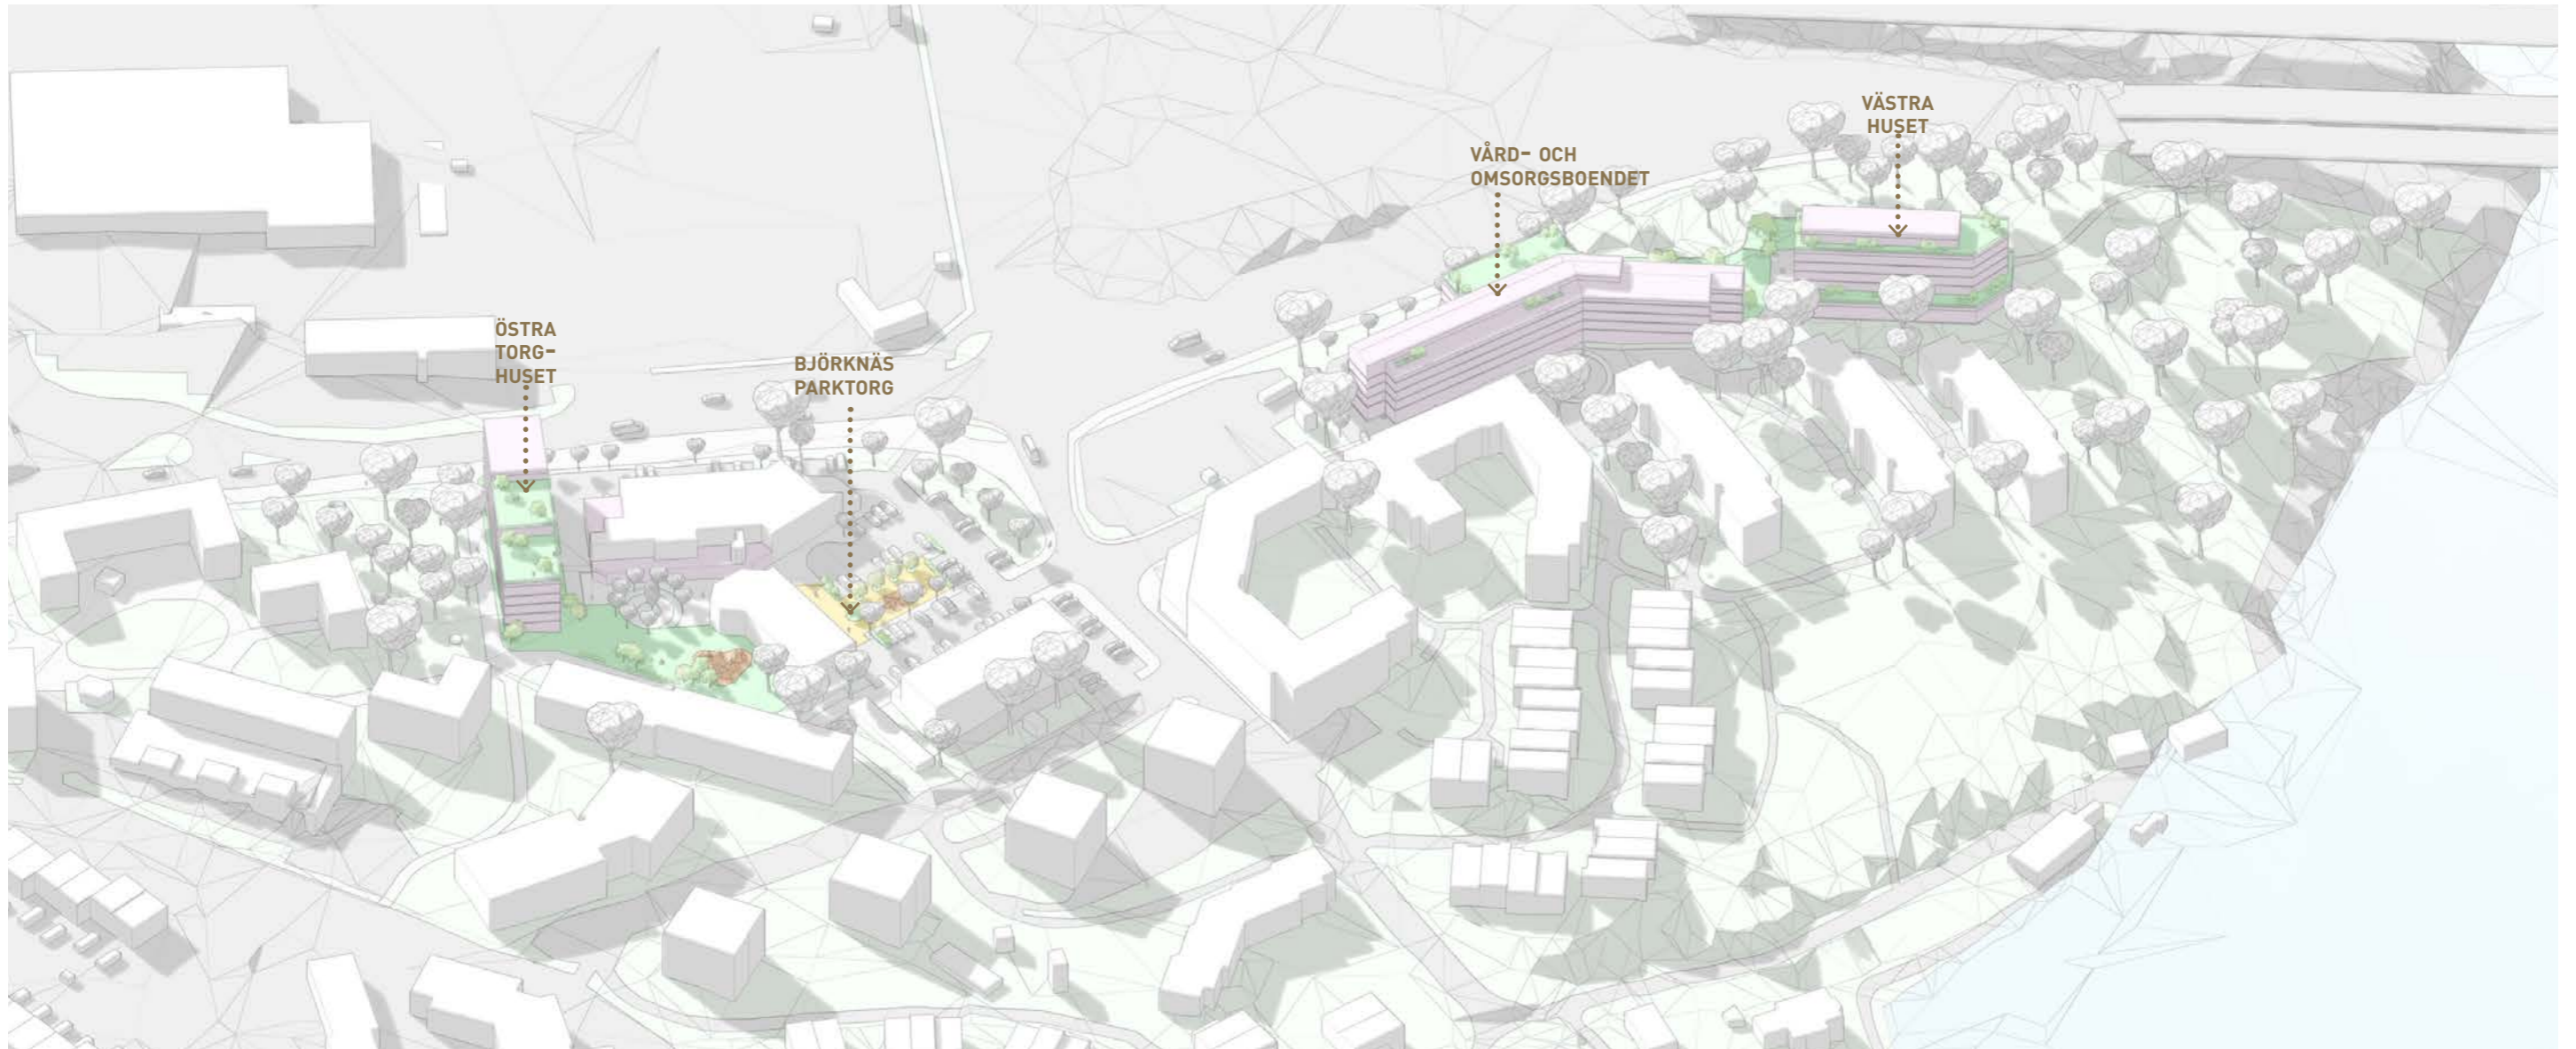 VÄSTRA
HUSET
VÅRD- OCH
OMSORGSBOENDET
ÖSTRA
TORG-
HUSET
BJÖRKNÄS
PARKTORG